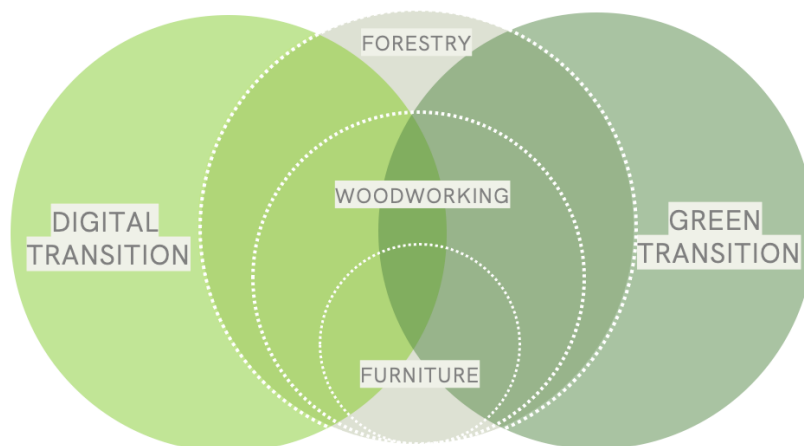 FORESTRY
WOODWORKING
DIGITAL
TRANSITION
GREEN
TRANSITION
FURNITURE